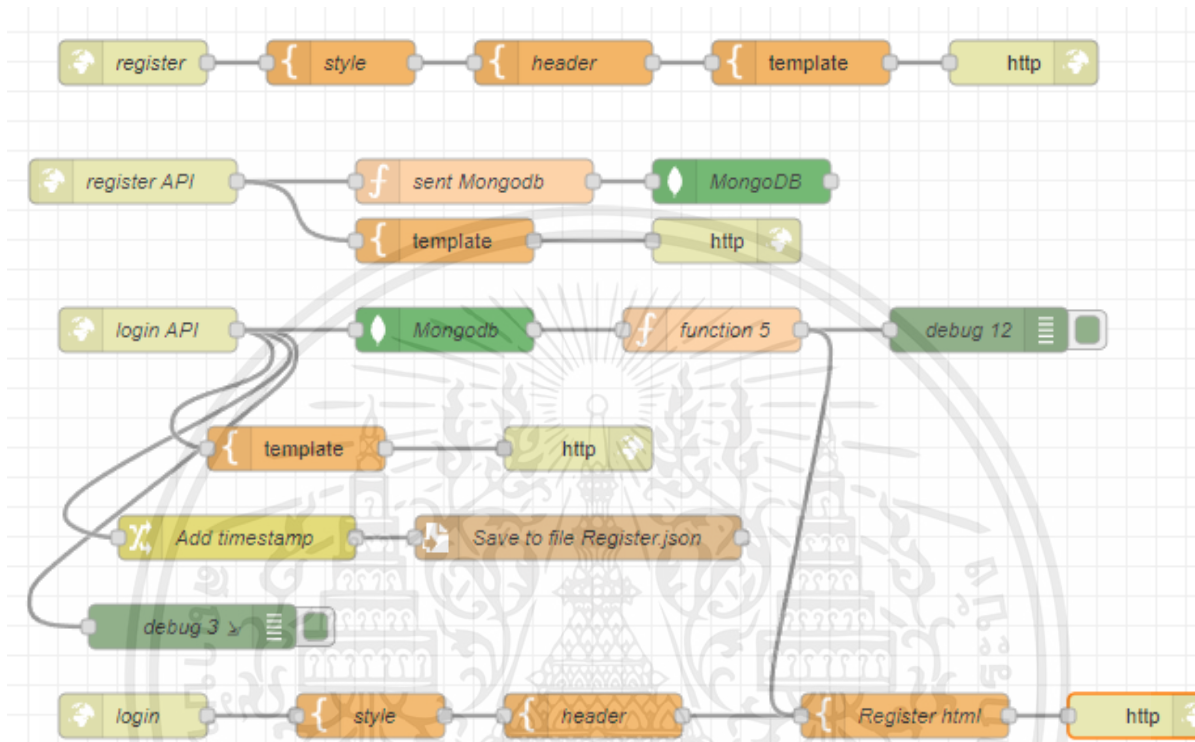 register style header template http
register API sent Mongodb MongoDB
template http
login API Mongodb function 5 debug 12
template http
Add timestamp Save to file Register.json
debug 3
login style header Register html http